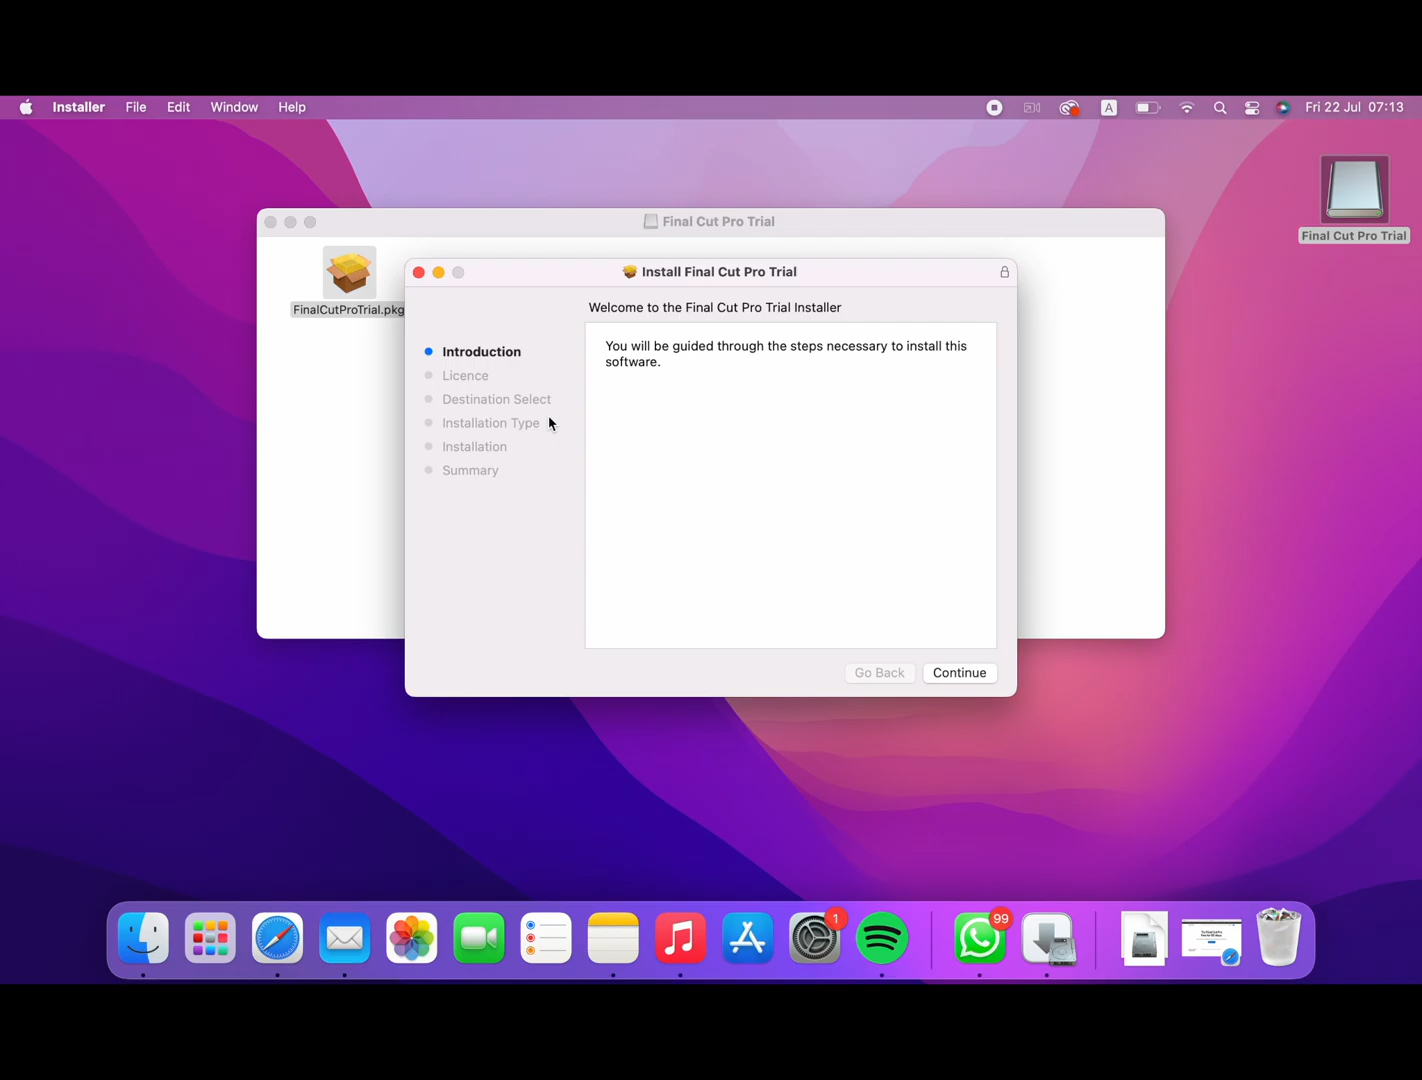 Installer File Edit Window Help A Fri 22 Jul 07:13
Final Cut Pro Trial
Final Cut Pro Trial
FinalCutProTrial.pkg
Install Final Cut Pro Trial
Welcome to the Final Cut Pro Trial Installer
Introduction
Licence
Destination Select
Installation Type
Installation
Summary
You will be guided through the steps necessary to install this
software.
Go Back Continue
1
99